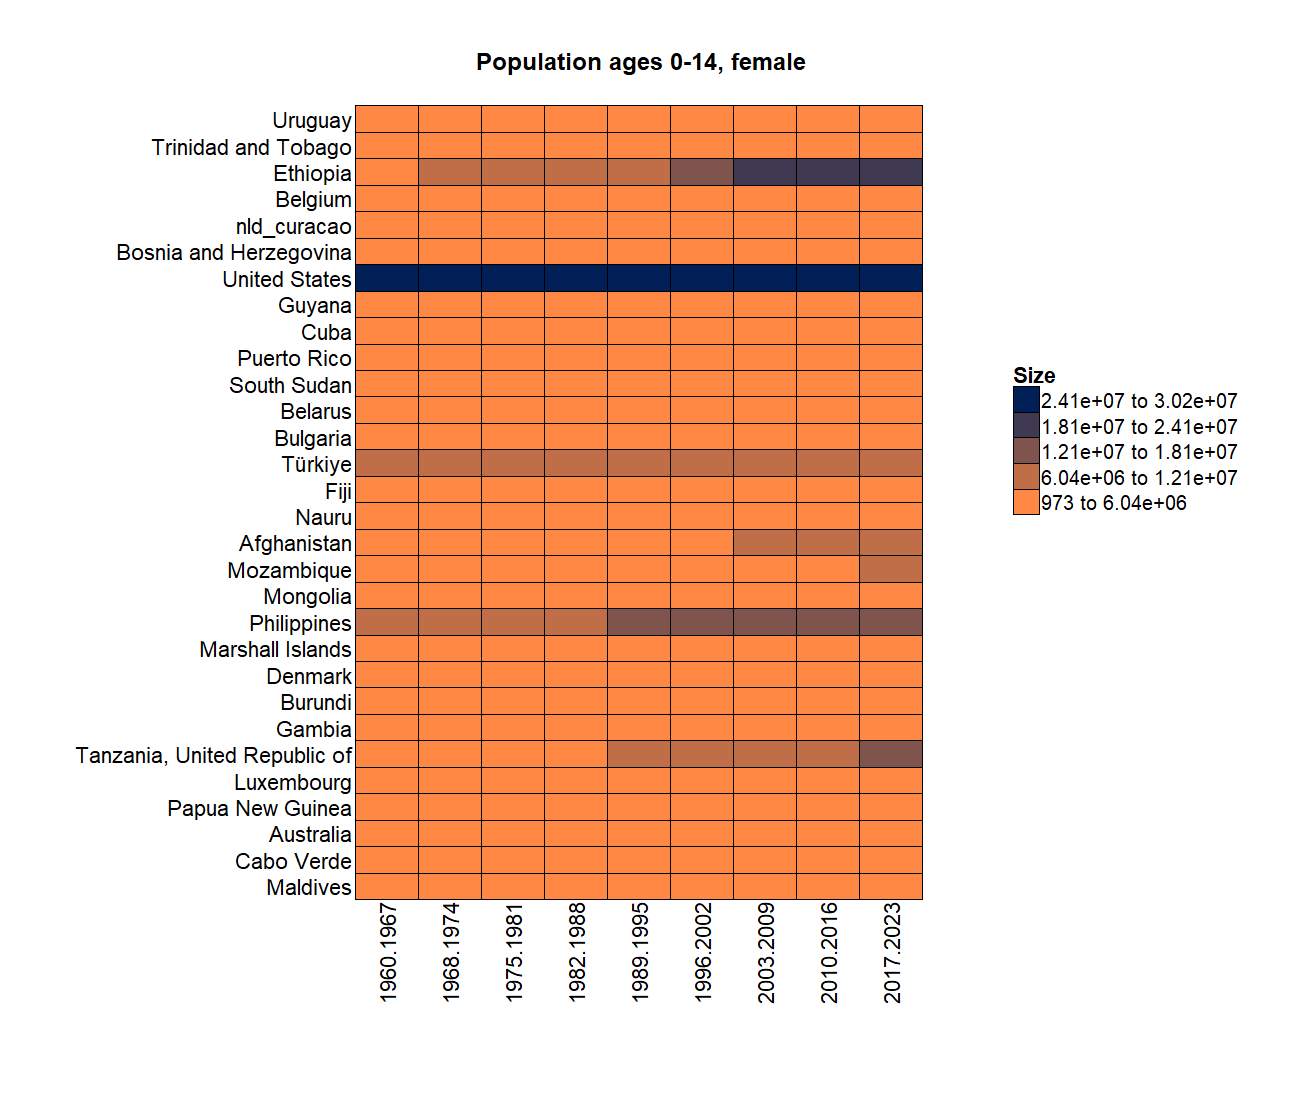 Population ages 0-14, female
Uruguay
Trinidad and Tobago
Ethiopia
Belgium
nld_curacao
Bosnia and Herzegovina
United States
Guyana
Cuba
Puerto Rico
South Sudan
Belarus
Bulgaria
Türkiye
Fiji
Nauru
Afghanistan
Mozambique
Mongolia
Philippines
Marshall Islands
Denmark
Burundi
Gambia
Tanzania, United Republic of
Luxembourg
Papua New Guinea
Australia
Cabo Verde
Maldives
1960.1967
1968.1974
1975.1981
1982.1988
1989.1995
1996.2002
2003.2009
2010.2016
2017.2023
Size
2.41e+07 to 3.02e+07
1.81e+07 to 2.41e+07
1.21e+07 to 1.81e+07
6.04e+06 to 1.21e+07
973 to 6.04e+06